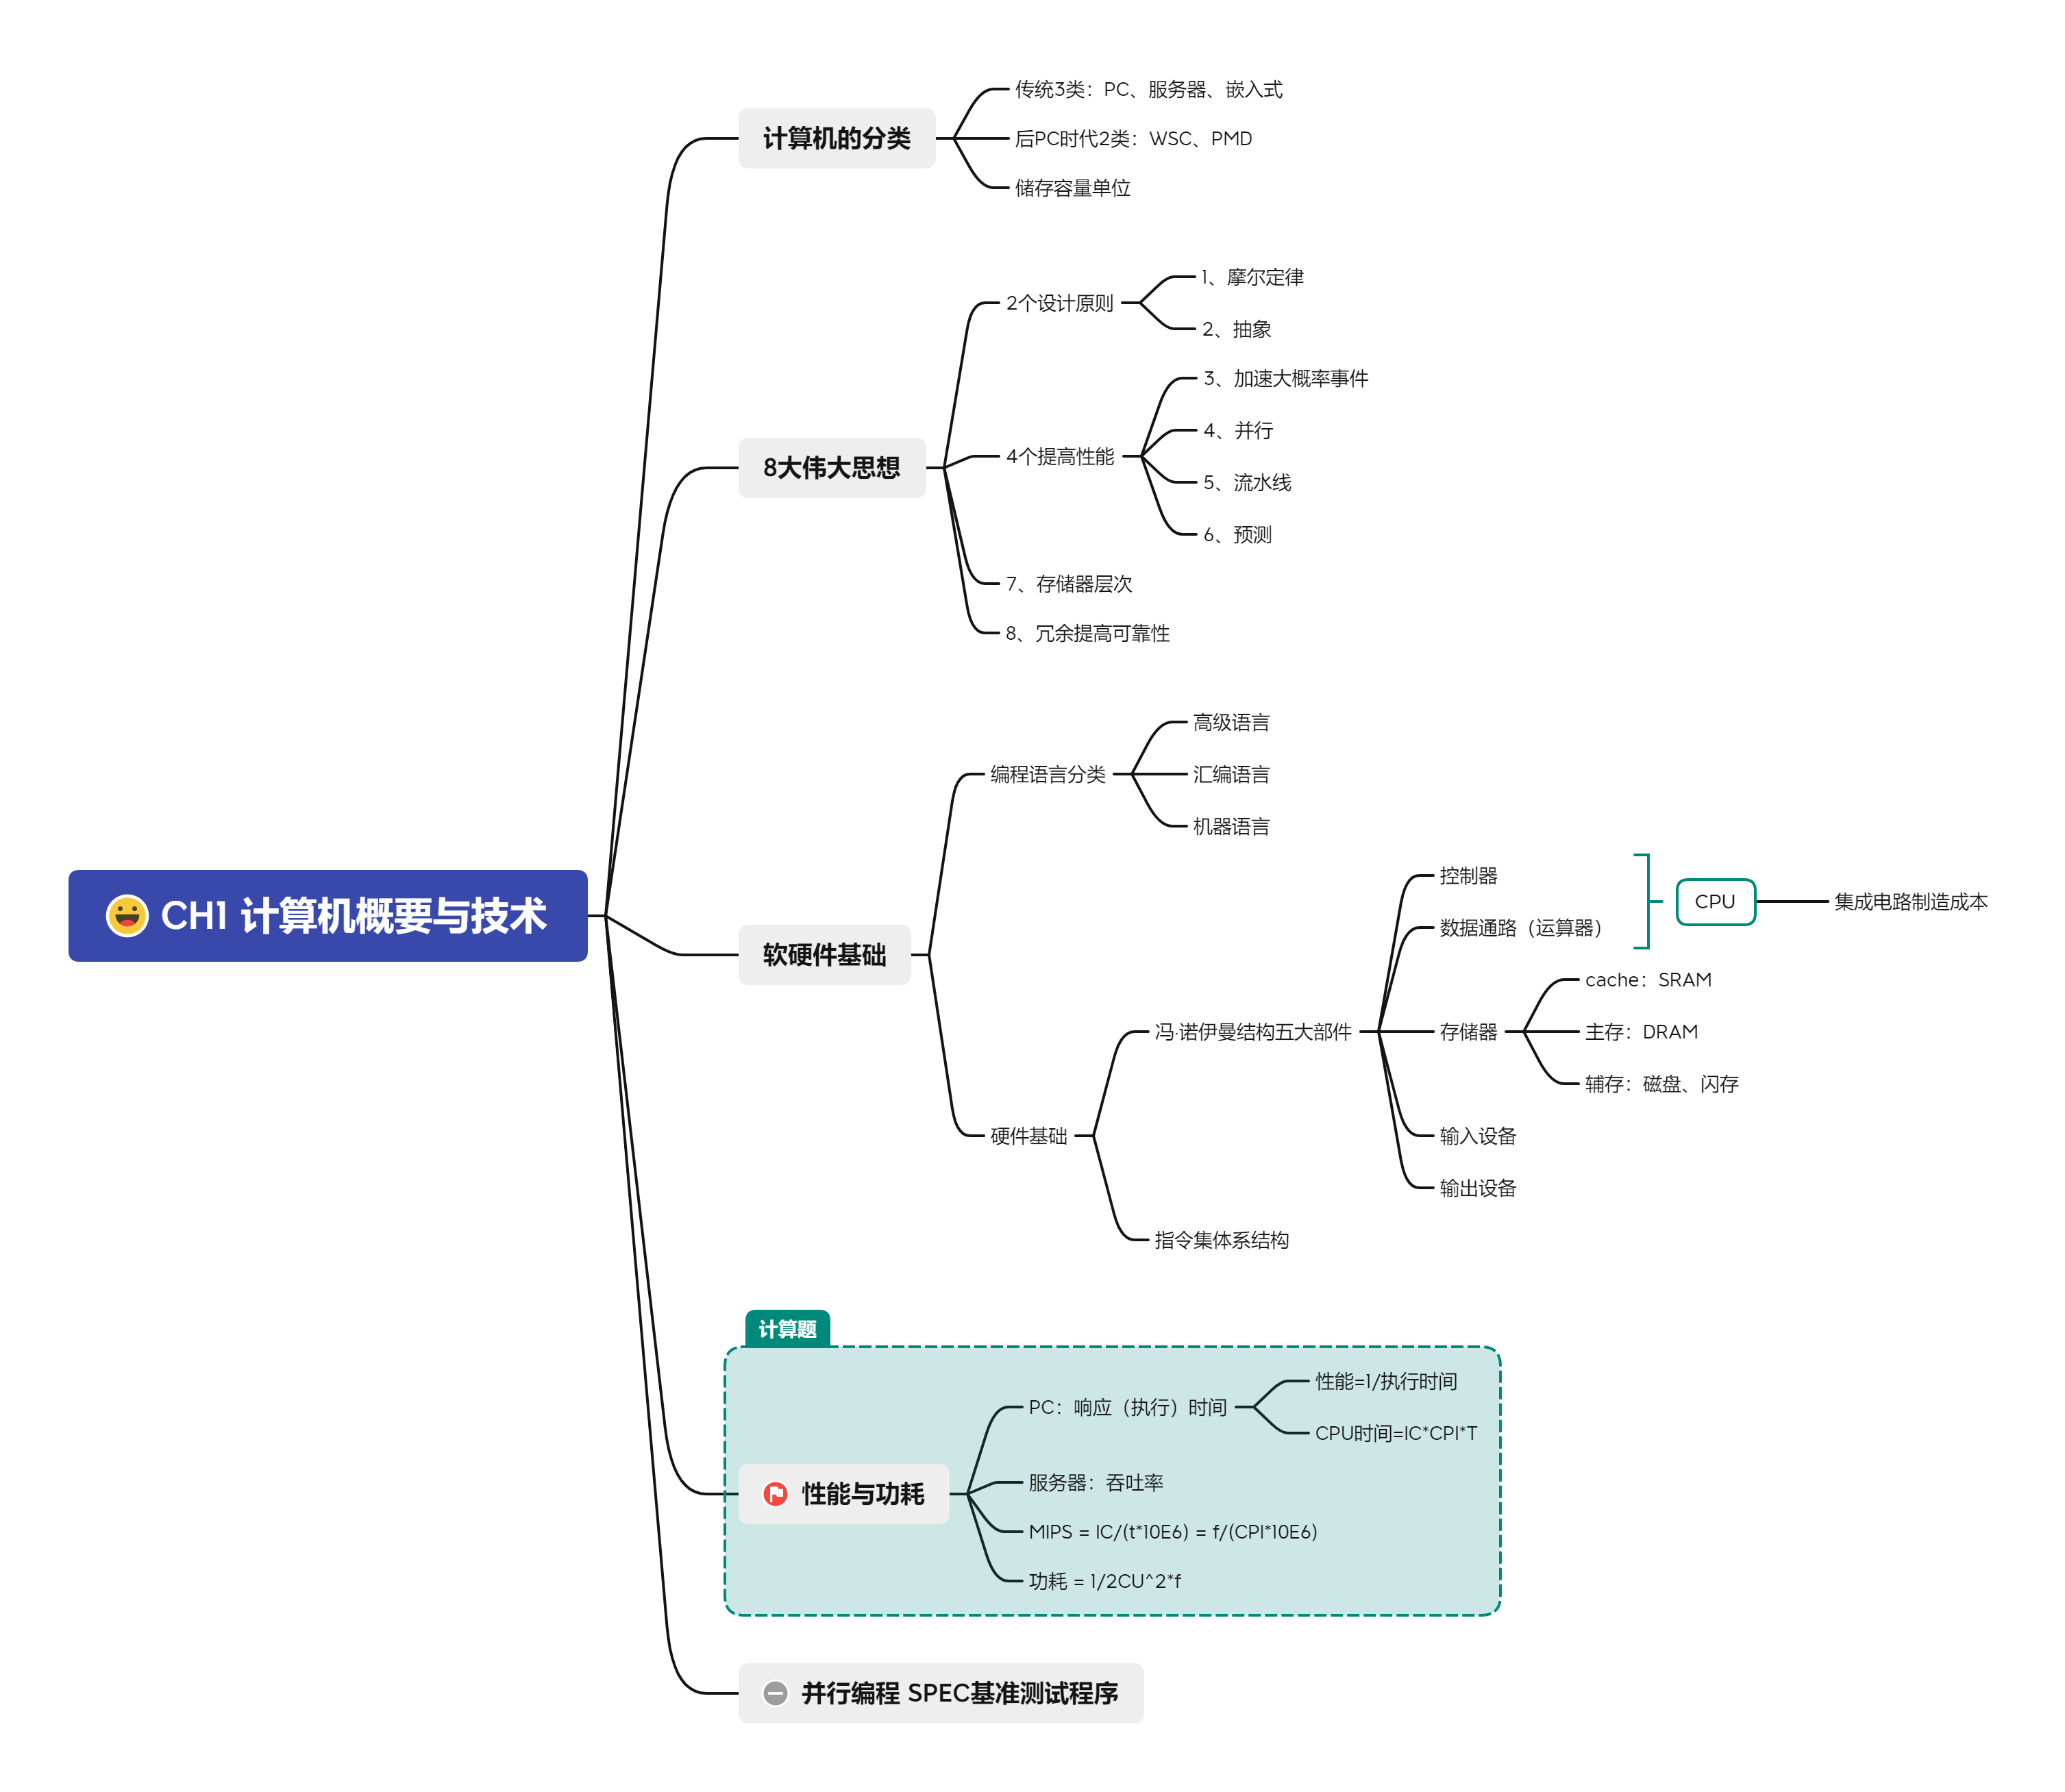 CH1 计算机概要与技术
计算机的分类
传统3类：PC、服务器、嵌入式
后PC时代2类：WSC、PMD
储存容量单位
8大伟大思想
2个设计原则
1、摩尔定律
2、抽象
4个提高性能
3、加速大概率事件
4、并行
5、流水线
6、预测
7、存储器层次
8、冗余提高可靠性
软硬件基础
编程语言分类
高级语言
汇编语言
机器语言
硬件基础
冯·诺伊曼结构五大部件
控制器
数据通路（运算器）
CPU
集成电路制造成本
存储器
cache：SRAM
主存：DRAM
辅存：磁盘、闪存
输入设备
输出设备
指令集体系结构
计算题
性能与功耗
PC：响应（执行）时间
性能=1/执行时间
CPU时间=IC*CPI*T
服务器：吞吐率
MIPS = IC/(t*10E6) = f/(CPI*10E6)
功耗 = 1/2CU^2*f
并行编程 SPEC基准测试程序